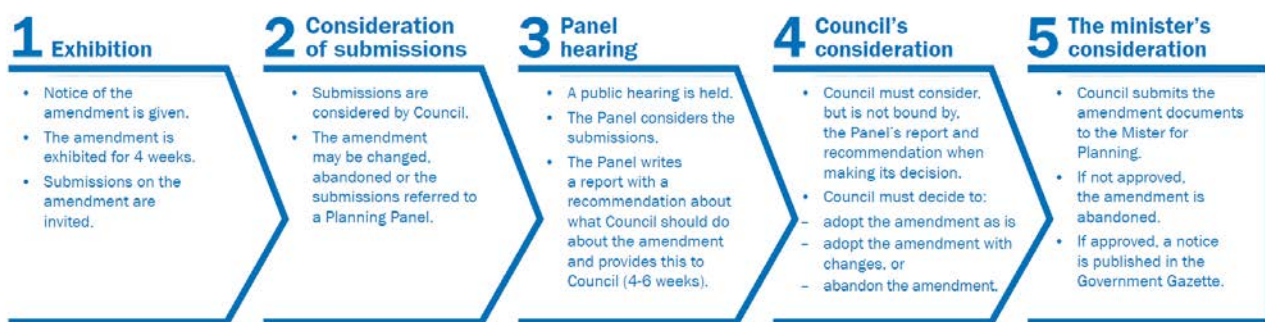 1 Exhibition
• Notice of the
amendment is given.
• The amendment is
exhibited for 4 weeks.
• Submissions on the
amendment are
invited.
2 Consideration
of submissions
• Submissions are
considered by Council.
• The amendment
may be changed,
abandoned or the
submissions referred to
a Planning Panel.
3 Panel
hearing
• A public hearing is held.
• The Panel considers the
submissions.
• The Panel writes
a report with a
recommendation about
what Council should do
about the amendment
and provides this to
Council (4-6 weeks).
4 Council's
consideration
• Council must consider,
but is not bound by,
the Panel's report and
recommendation when
making its decision.
• Council must decide to:
– adopt the amendment as is
– adopt the amendment with
changes, or
– abandon the amendment.
5 The minister's
consideration
• Council submits the
amendment documents
to the Mister for
Planning.
• If not approved,
the amendment is
abandoned.
• If approved, a notice
is published in the
Government Gazette.